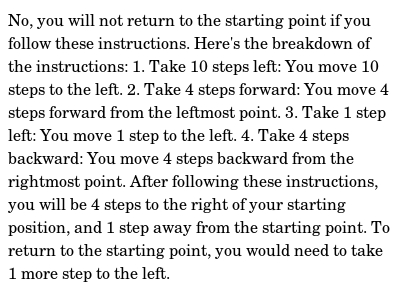 No, you will not return to the starting point if you
follow these instructions. Here's the breakdown of
the instructions: 1. Take 10 steps left: You move 10
steps to the left. 2. Take 4 steps forward: You move 4
steps forward from the leftmost point. 3. Take 1 step
left: You move 1 step to the left. 4. Take 4 steps
backward: You move 4 steps backward from the
rightmost point. After following these instructions,
you will be 4 steps to the right of your starting
position, and 1 step away from the starting point. To
return to the starting point, you would need to take
1 more step to the left.